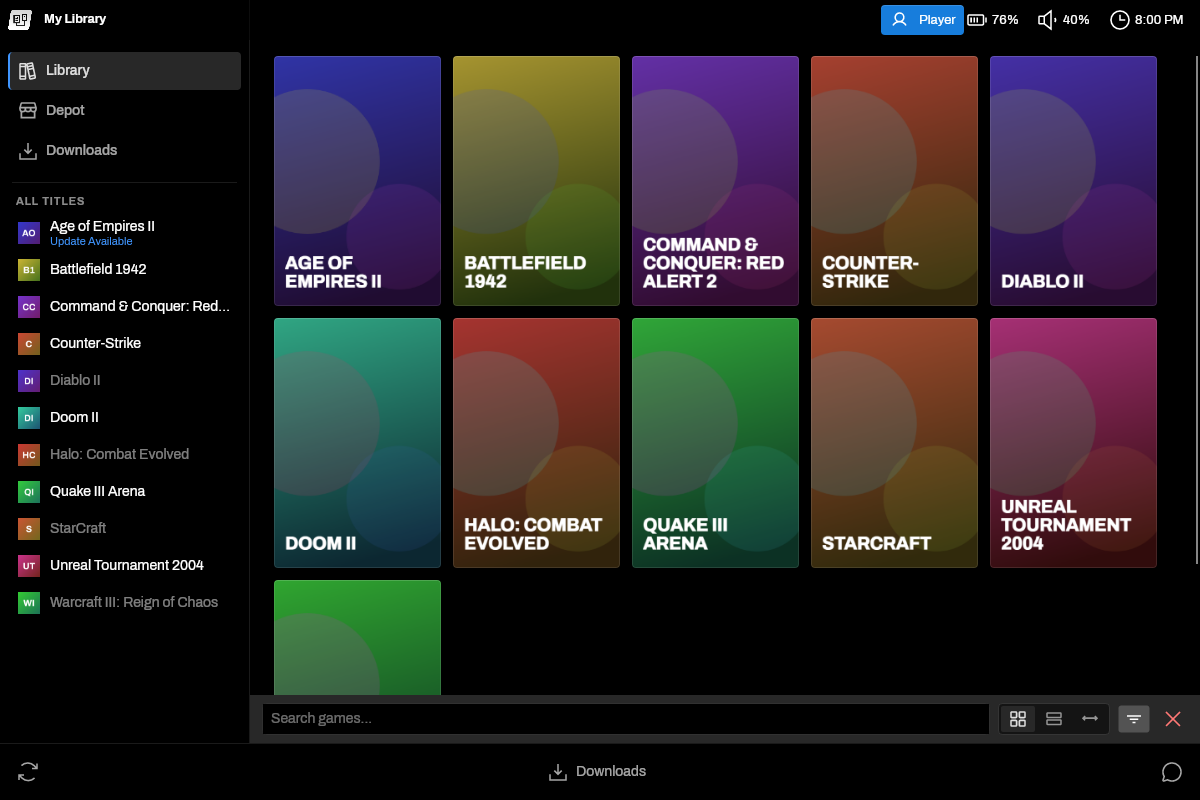 My Library
Player
76%
40%
8:00 PM
Library
Depot
Downloads
ALL TITLES
AO
Age of Empires II
Update Available
B1
Battlefield 1942
CC
Command & Conquer: Red...
C
Counter-Strike
DI
Diablo II
DI
Doom II
HC
Halo: Combat Evolved
QI
Quake III Arena
S
StarCraft
UT
Unreal Tournament 2004
WI
Warcraft III: Reign of Chaos
AGE OF
EMPIRES II
BATTLEFIELD
1942
COMMAND &
CONQUER: RED
ALERT 2
COUNTER-
STRIKE
DIABLO II
DOOM II
HALO: COMBAT
EVOLVED
QUAKE III
ARENA
STARCRAFT
UNREAL
TOURNAMENT
2004
Search games...
Downloads